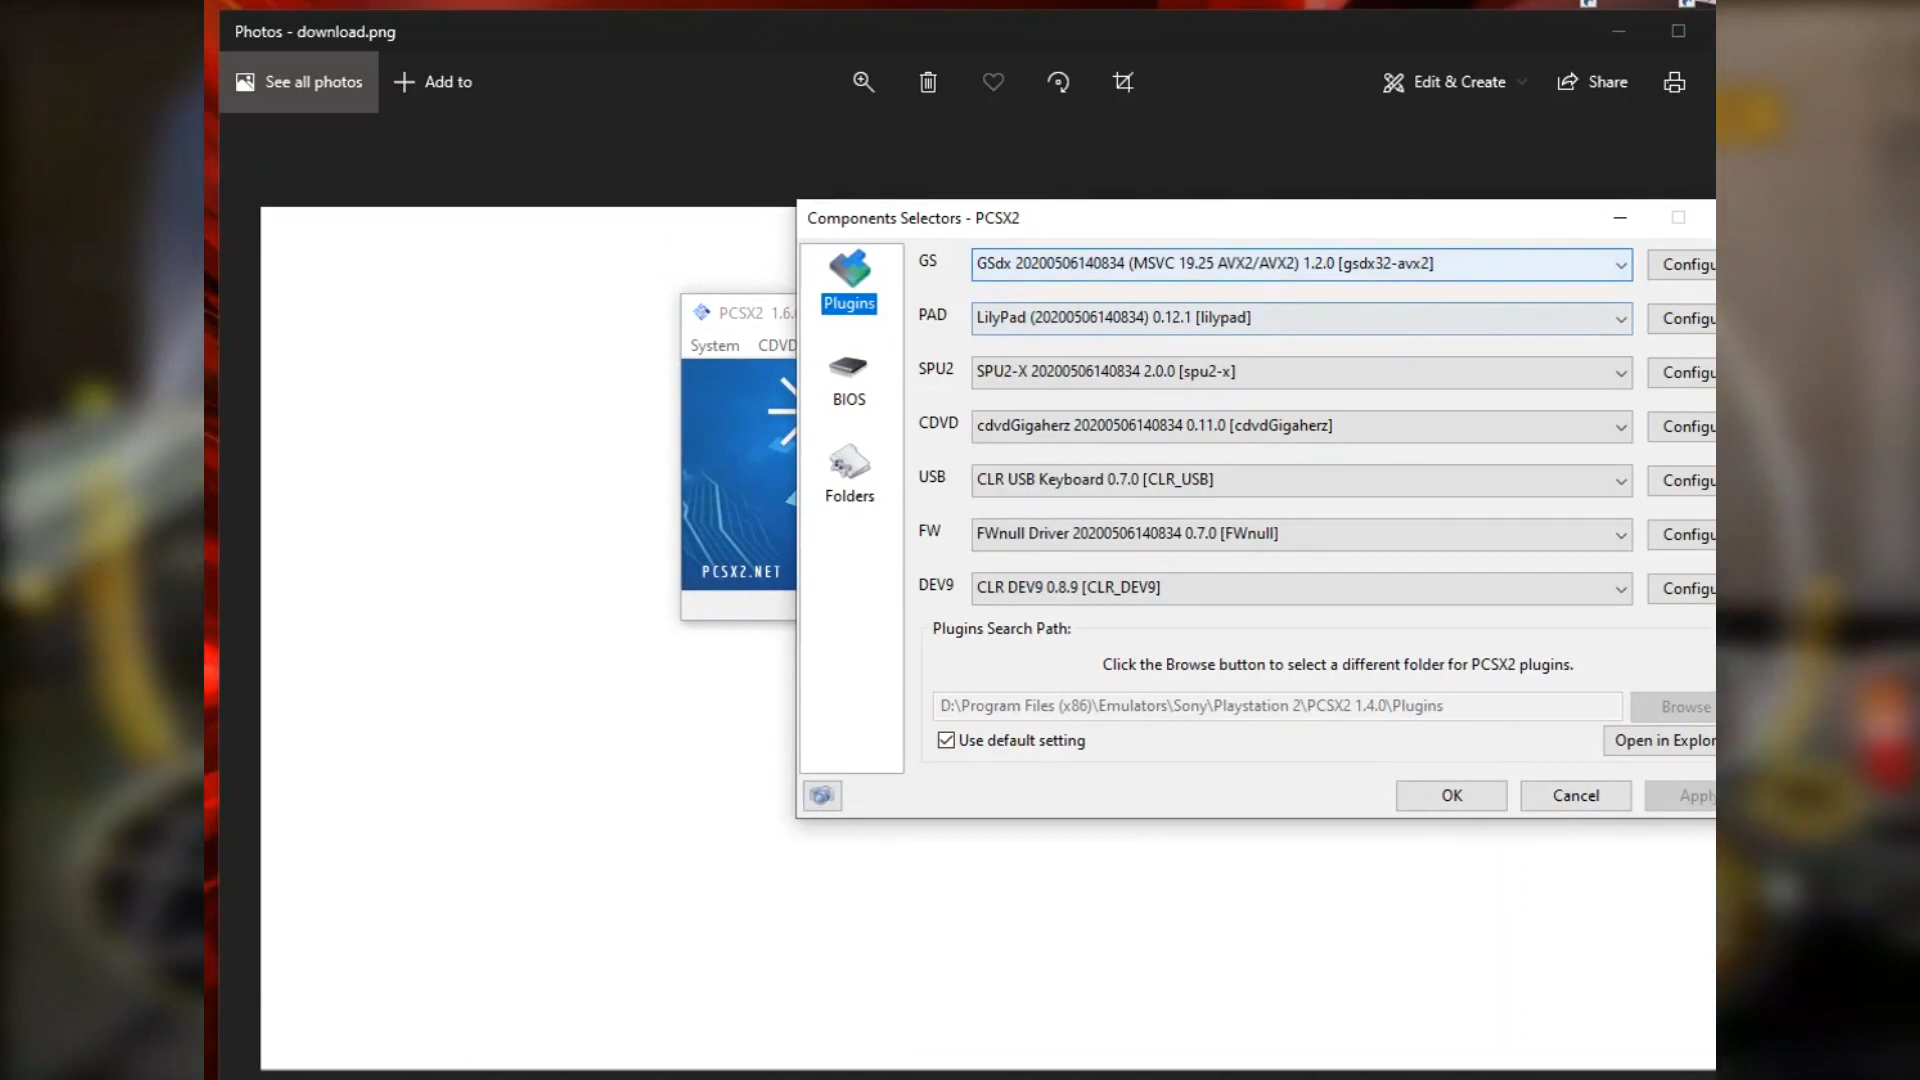 Photos - download.png
See all photos
Add to
Edit & Create
Share
Components Selectors - PCSX2
PCSX2 1.6.
System CDVD
PCSX2.NET
Plugins
BIOS
Folders
GS
GSdx 20200506140834 (MSVC 19.25 AVX2/AVX2) 1.2.0 [gsdx32-avx2]
Configu
PAD
LilyPad (20200506140834) 0.12.1 [lilypad]
Configu
SPU2
SPU2-X 20200506140834 2.0.0 [spu2-x]
Configu
CDVD
cdvdGigaherz 20200506140834 0.11.0 [cdvdGigaherz]
Configu
USB
CLR USB Keyboard 0.7.0 [CLR_USB]
Configu
FW
FWnull Driver 20200506140834 0.7.0 [FWnull]
Configu
DEV9
CLR DEV9 0.8.9 [CLR_DEV9]
Configu
Plugins Search Path:
Click the Browse button to select a different folder for PCSX2 plugins.
D:\Program Files (x86)\Emulators\Sony\Playstation 2\PCSX2 1.4.0\Plugins
Browse
Use default setting
Open in Explor
OK
Cancel
Apply